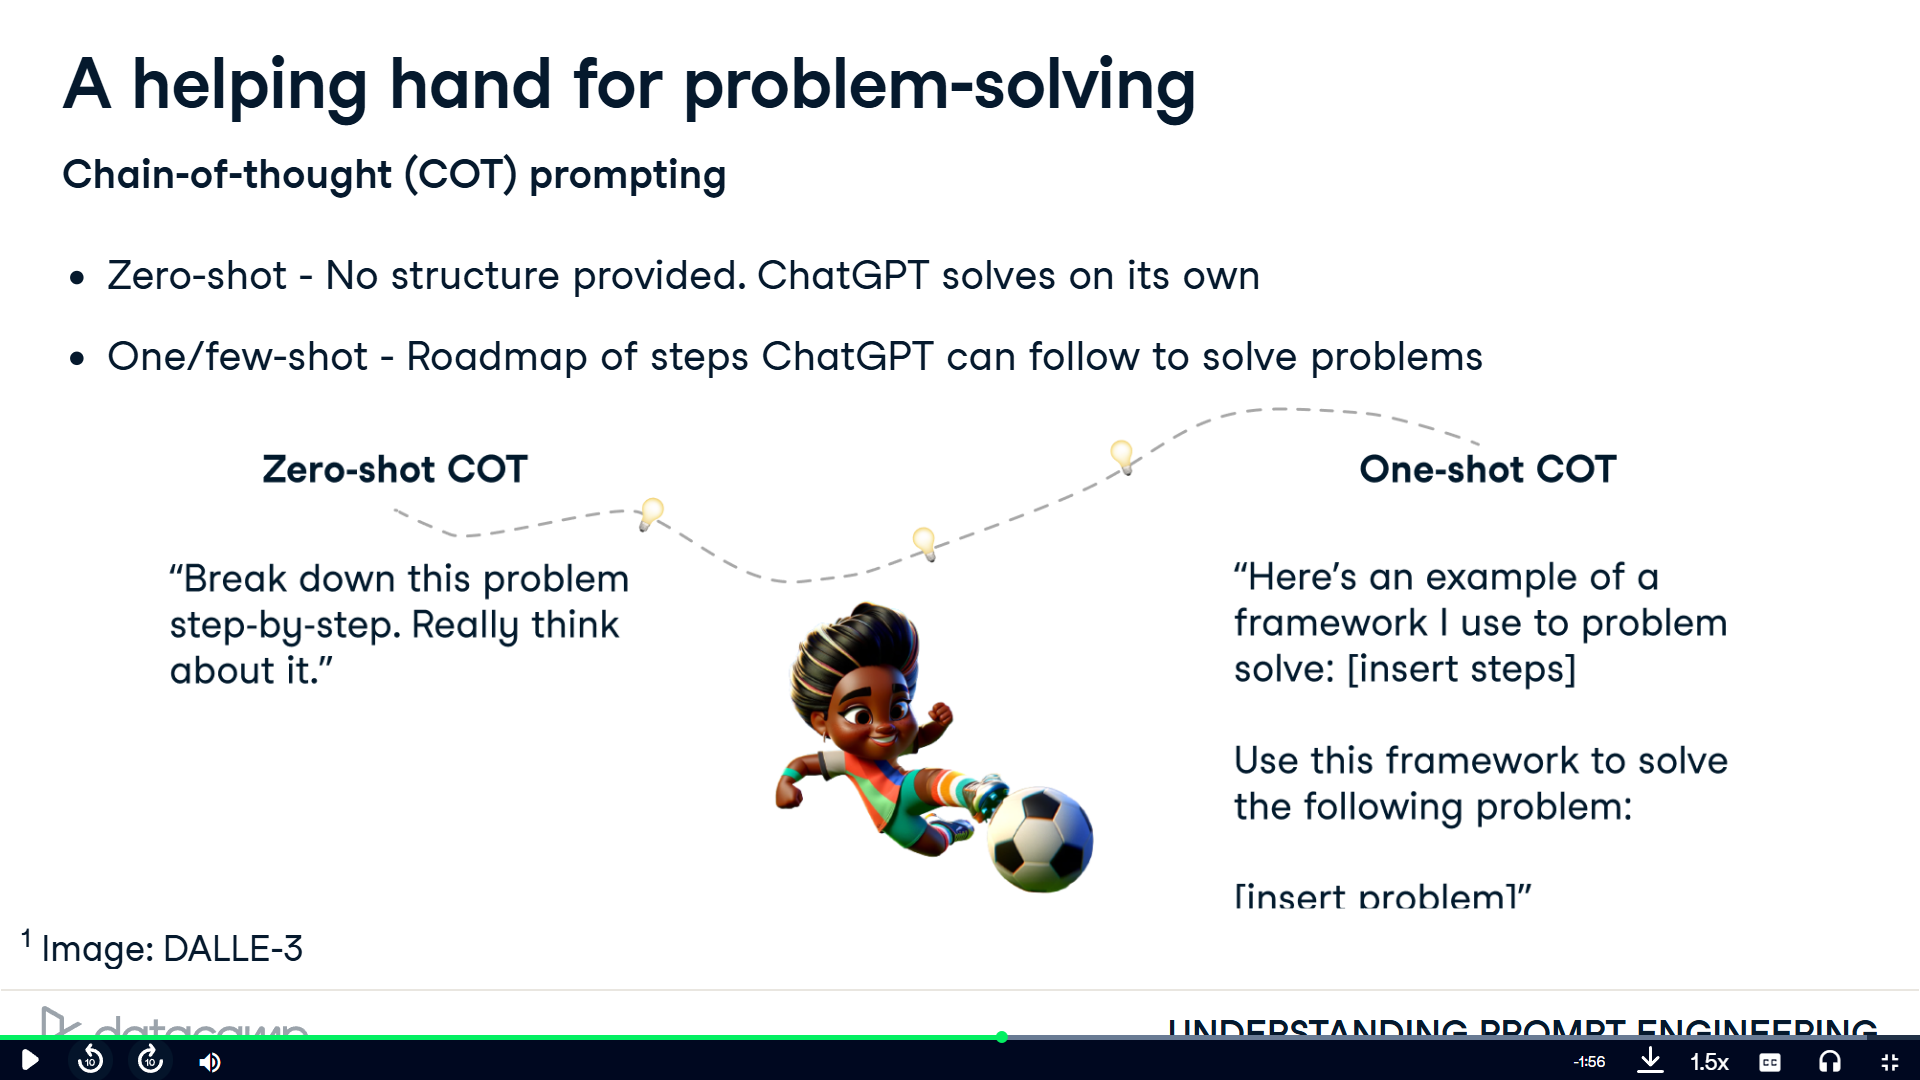 A helping hand for problem-solving
Chain-of-thought (COT) prompting
• Zero-shot - No structure provided. ChatGPT solves on its own
• One/few-shot - Roadmap of steps ChatGPT can follow to solve problems
Zero-shot COT
“Break down this problem
step-by-step. Really think
about it.”
One-shot COT
“Here’s an example of a
framework I use to problem
solve: [insert steps]
Use this framework to solve
the following problem:
[insert problem]”
1 Image: DALLE-3
datacamp
UNDERSTANDING PROMPT ENGINEERING
10
10
-1:56
1.5x
CC